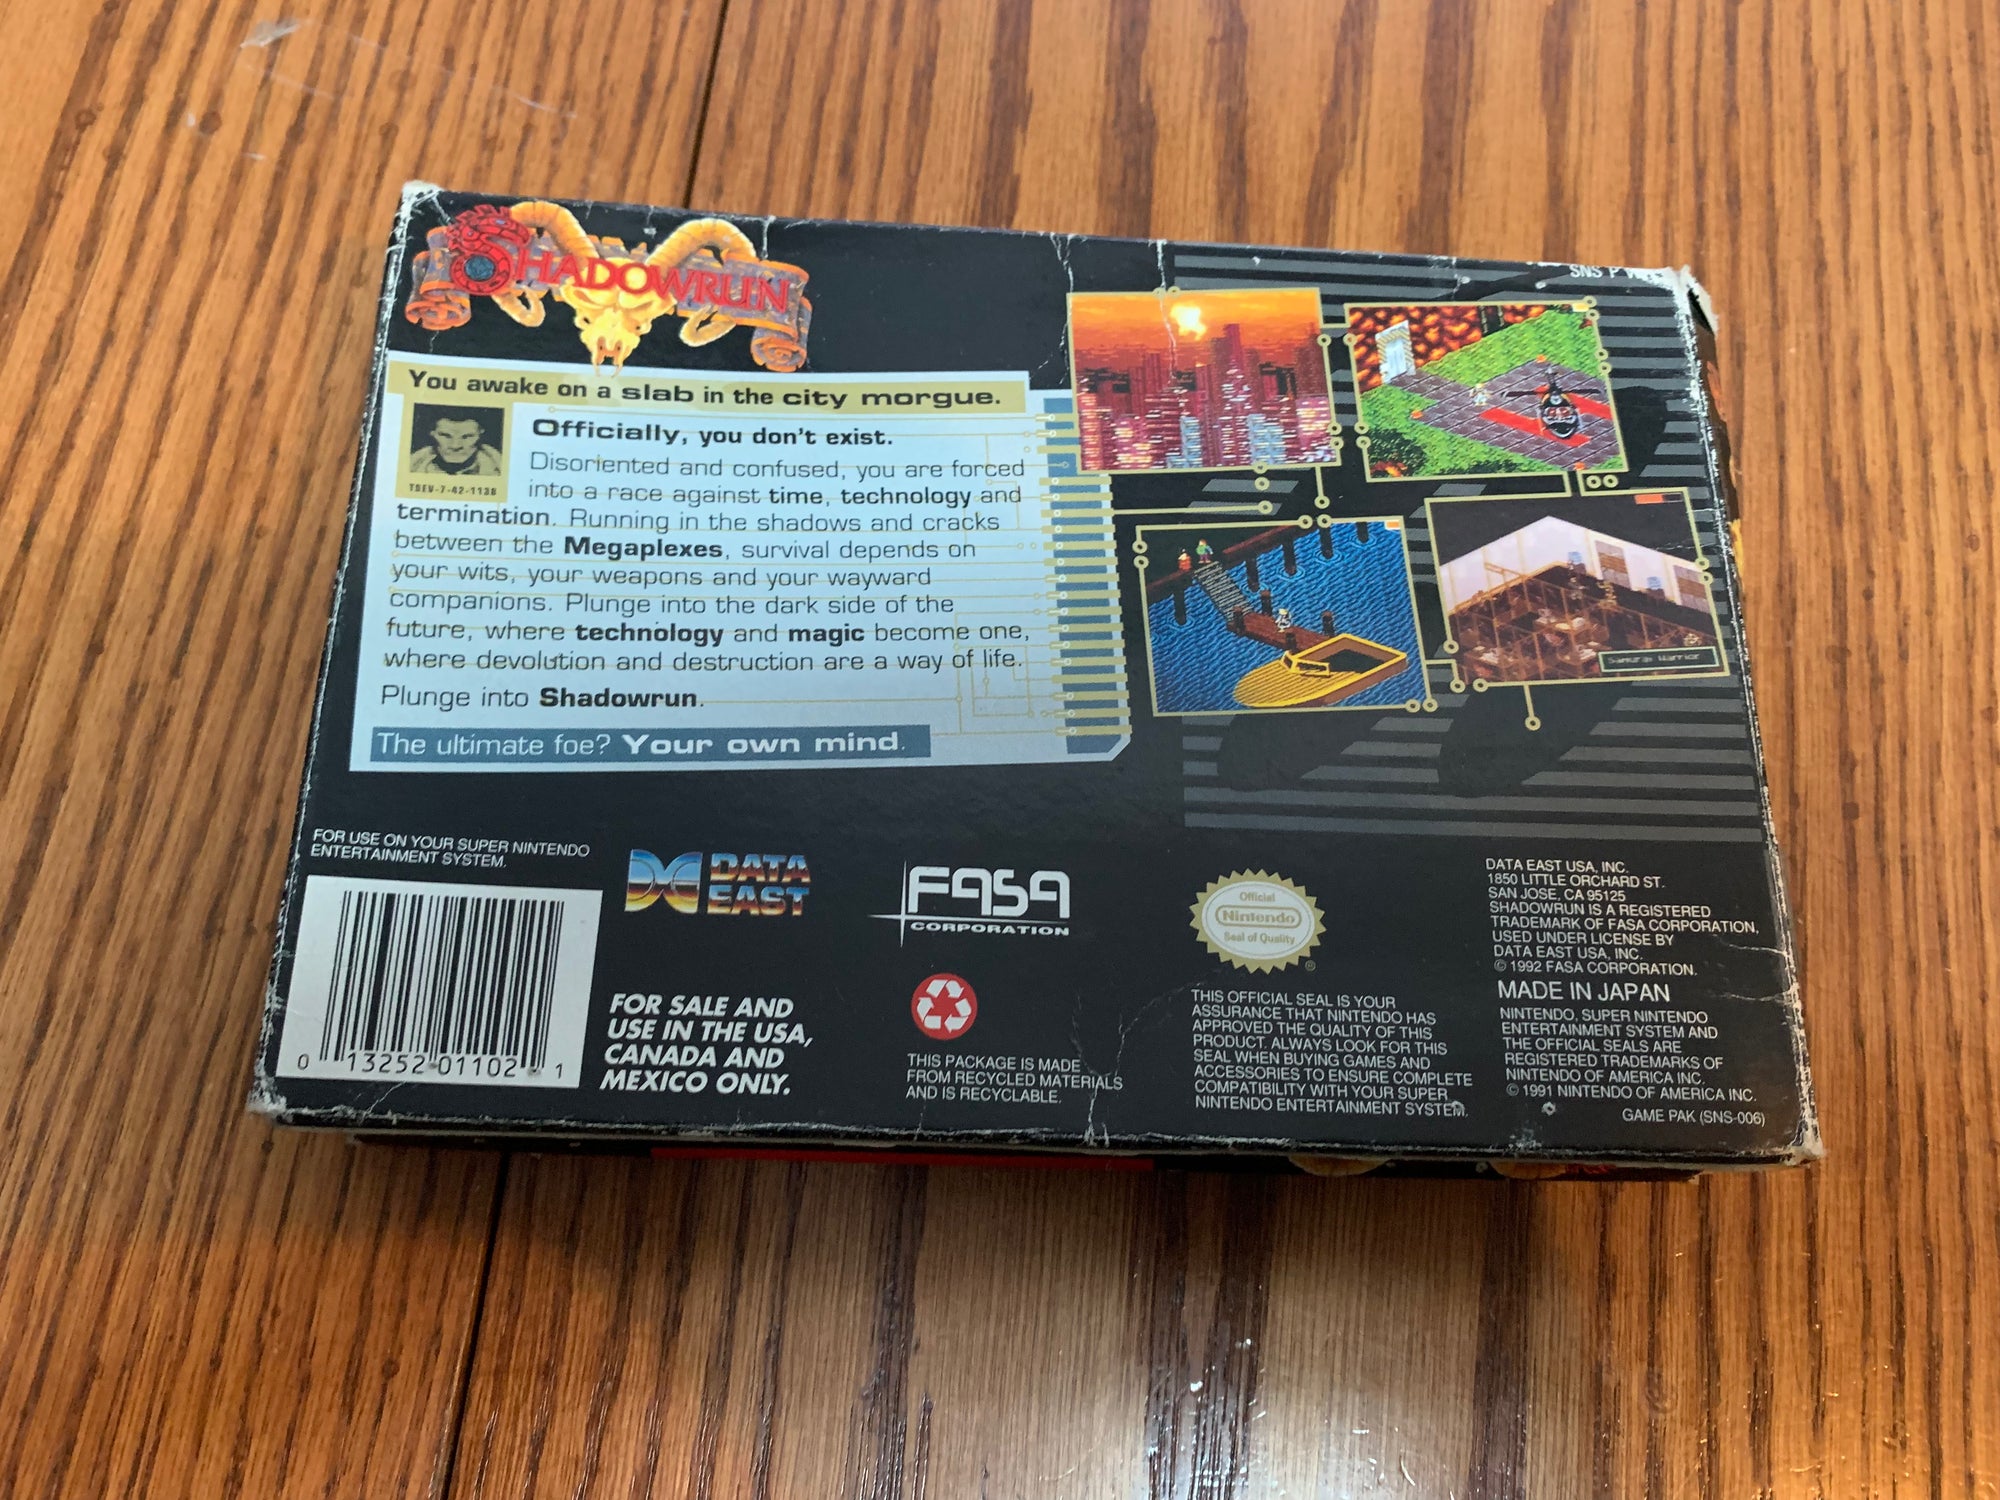 SHADOWRUN
You awake on a slab in the city morgue.
Officially, you don't exist.
Disoriented and confused, you are forced
into a race against time, technology and
termination. Running in the shadows and cracks
between the Megaplexes, survival depends on
your wits, your weapons and your wayward
companions. Plunge into the dark side of the
future, where technology and magic become one,
where devolution and destruction are a way of life.
Plunge into Shadowrun.
The ultimate foe? Your own mind.
SNS P
Samurai Warrior
FOR USE ON YOUR SUPER NINTENDO
ENTERTAINMENT SYSTEM.
0 13252 01102 1
DATA
EAST
FOR SALE AND
USE IN THE USA,
CANADA AND
MEXICO ONLY.
FASA
CORPORATION
THIS PACKAGE IS MADE
FROM RECYCLED MATERIALS
AND IS RECYCLABLE.
Official
Nintendo
Seal of Quality
THIS OFFICIAL SEAL IS YOUR
ASSURANCE THAT NINTENDO HAS
APPROVED THE QUALITY OF THIS
PRODUCT. ALWAYS LOOK FOR THIS
SEAL WHEN BUYING GAMES AND
ACCESSORIES TO ENSURE COMPLETE
COMPATIBILITY WITH YOUR SUPER
NINTENDO ENTERTAINMENT SYSTEM.
DATA EAST USA, INC.
1850 LITTLE ORCHARD ST.
SAN JOSE, CA 95125
SHADOWRUN IS A REGISTERED
TRADEMARK OF FASA CORPORATION,
USED UNDER LICENSE BY
DATA EAST USA, INC.
© 1992 FASA CORPORATION.
MADE IN JAPAN
NINTENDO, SUPER NINTENDO
ENTERTAINMENT SYSTEM AND
THE OFFICIAL SEALS ARE
REGISTERED TRADEMARKS OF
NINTENDO OF AMERICA INC.
© 1991 NINTENDO OF AMERICA INC.
GAME PAK (SNS-006)